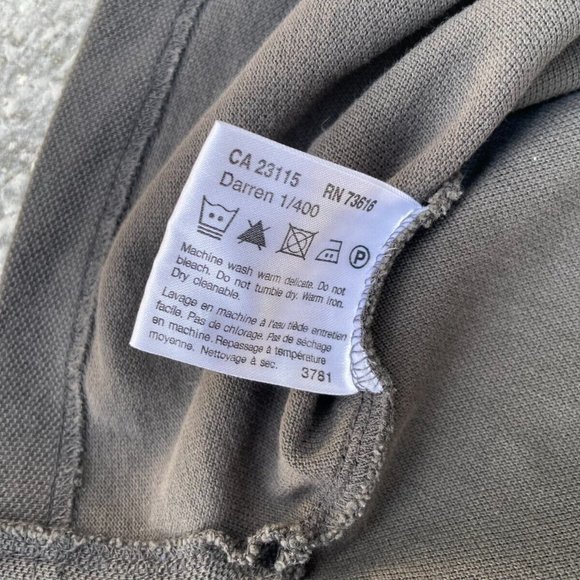 CA 23115 RN 73616
Darren 1/400
P
Machine wash warm delicate. Do not
bleach. Do not tumble dry. Warm iron.
Dry cleanable.
Lavage en machine à l'eau tiède entretien
facile. Pas de chlorage. Pas de séchage
en machine. Repassage à température
moyenne. Nettoyage à sec.
3781